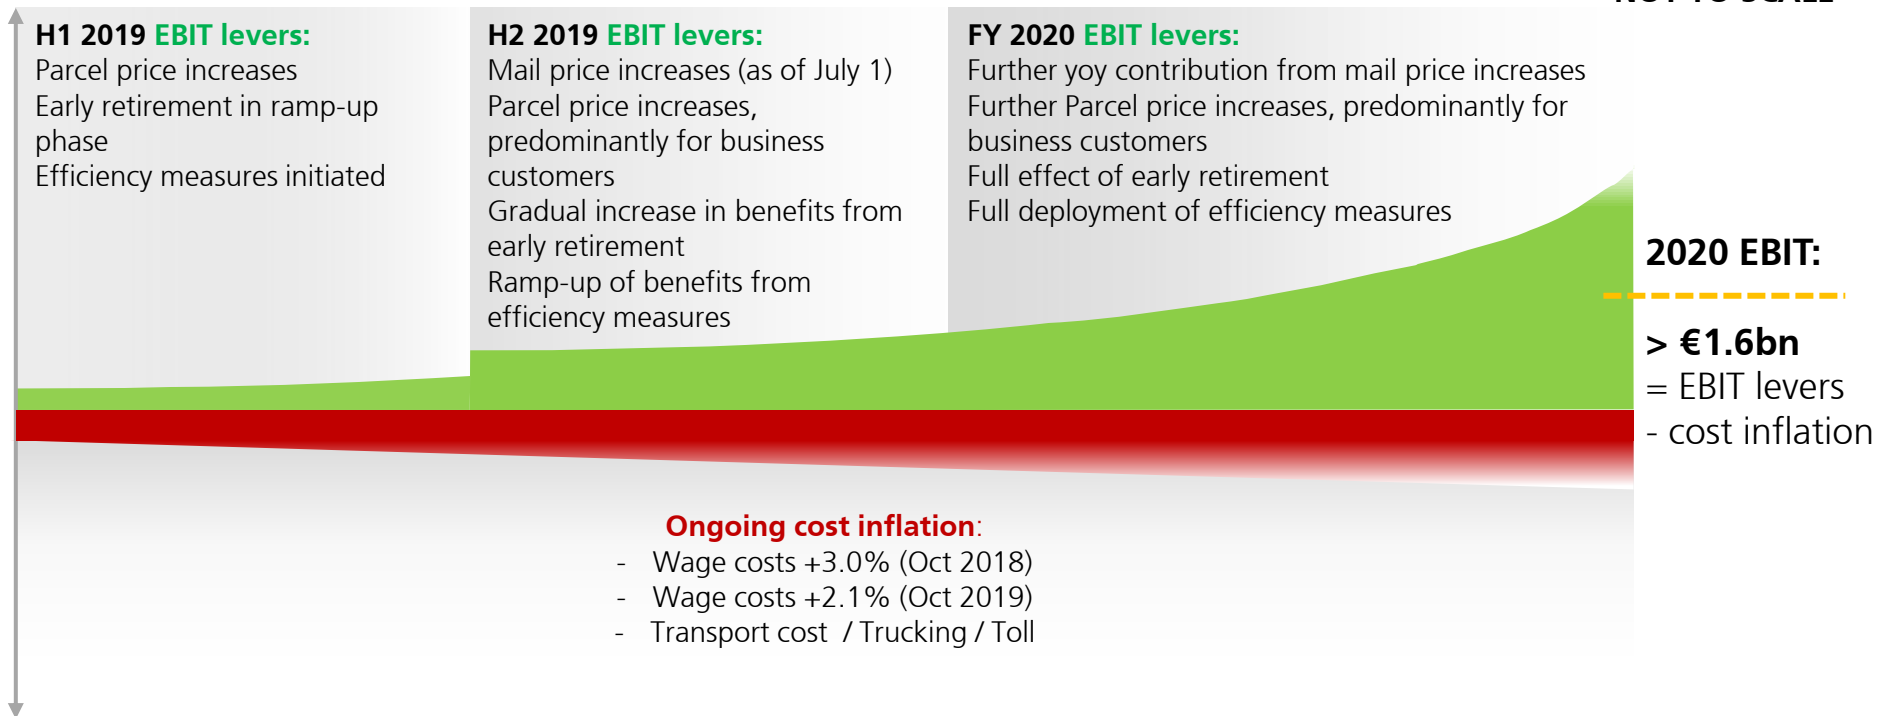 NOT TO SCALE
H1 2019 EBIT levers:
Parcel price increases
Early retirement in ramp-up
phase
Efficiency measures initiated
H2 2019 EBIT levers:
Mail price increases (as of July 1)
Parcel price increases,
predominantly for business
customers
Gradual increase in benefits from
early retirement
Ramp-up of benefits from
efficiency measures
FY 2020 EBIT levers:
Further yoy contribution from mail price increases
Further Parcel price increases, predominantly for
business customers
Full effect of early retirement
Full deployment of efficiency measures
2020 EBIT:
> €1.6bn
= EBIT levers
- cost inflation
Ongoing cost inflation:
- Wage costs +3.0% (Oct 2018)
- Wage costs +2.1% (Oct 2019)
- Transport cost / Trucking / Toll